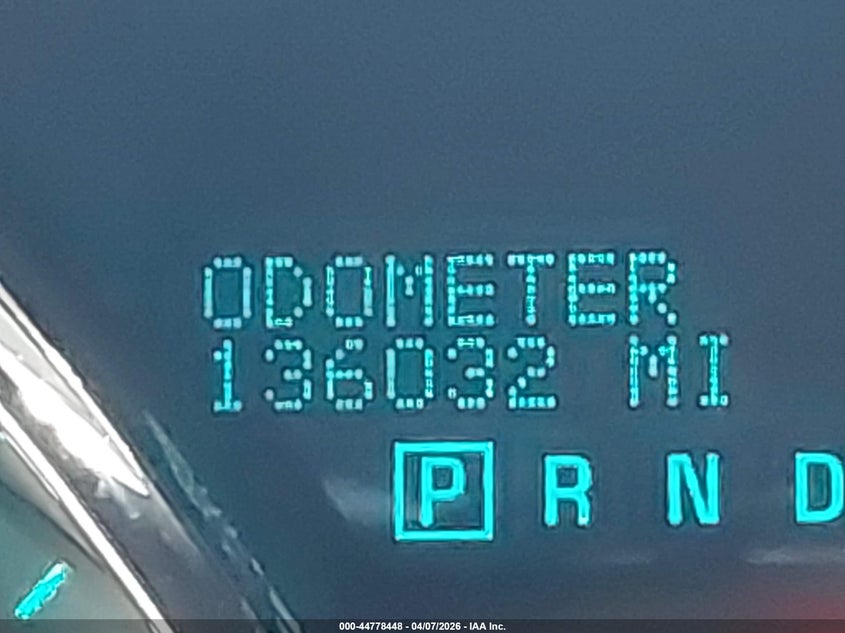 ODOMETER
136032 MI
P R N D
000-44778448 - 04/07/2026 - IAA Inc.